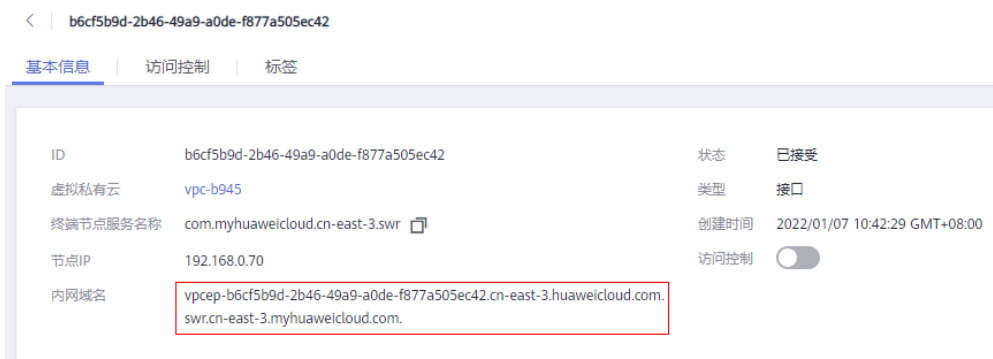 b6cf5b9d-2b46-49a9-a0de-f877a505ec42
基本信息 访问控制 标签
ID b6cf5b9d-2b46-49a9-a0de-f877a505ec42 状态 已接受
虚拟私有云 vpc-b945 类型 接口
终端节点服务名称 com.myhuaweicloud.cn-east-3.swr 创建时间 2022/01/07 10:42:29 GMT+08:00
节点IP 192.168.0.70 访问控制
内网域名 vpcep-b6cf5b9d-2b46-49a9-a0de-f877a505ec42.cn-east-3.huaweicloud.com.
swr.cn-east-3.myhuaweicloud.com.